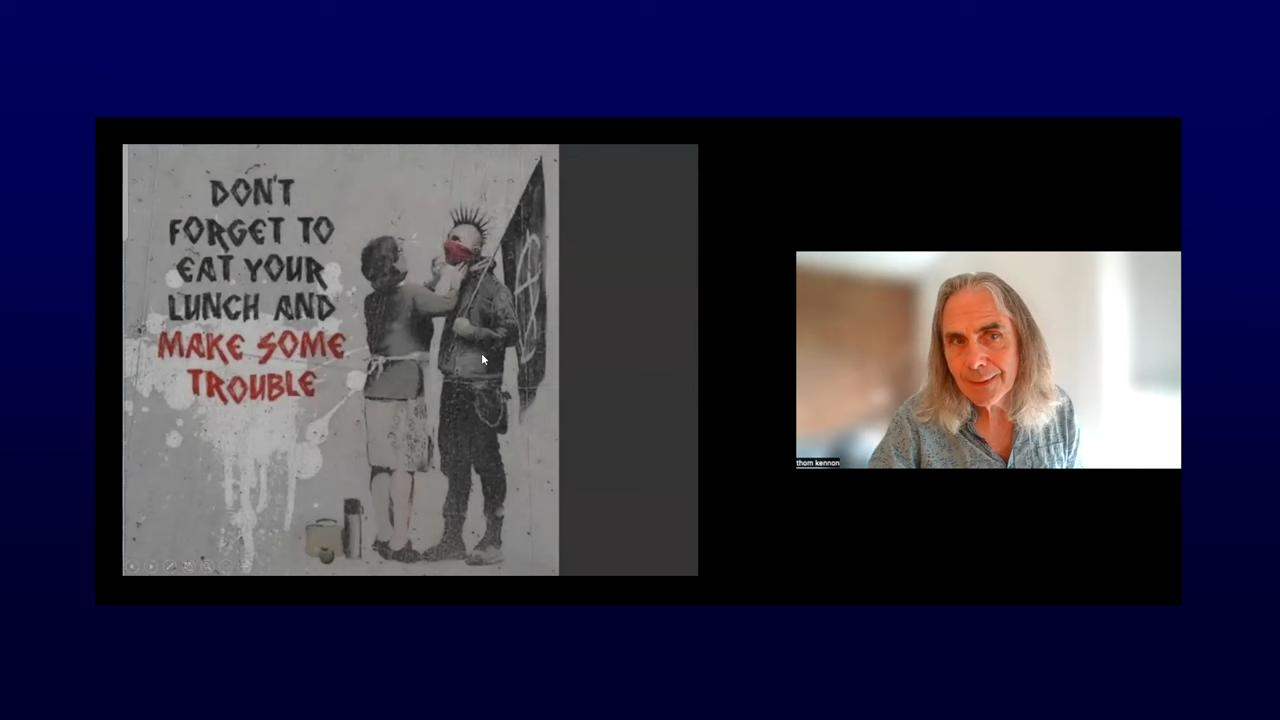 DON'T
FORGET TO
EAT YOUR
LUNCH AND
MAKE SOME
TROUBLE
thom kennon